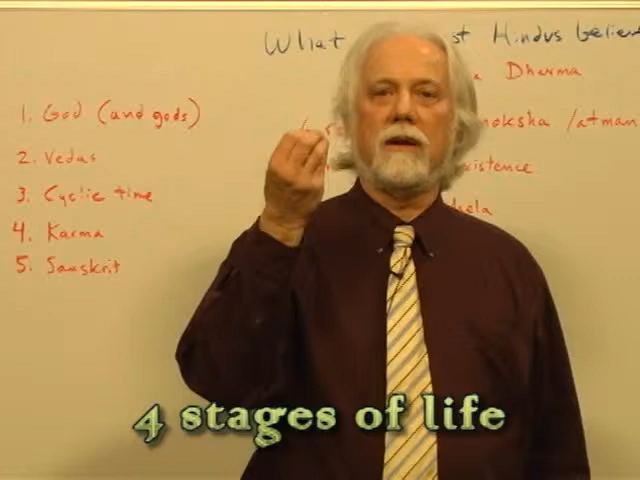 What st Hindus believe
Dharma
1. God (and gods)
moksha / atman
2. Vedas
existence
3. Cyclic time
4. Karma
5. Sanskrit
4 stages of life